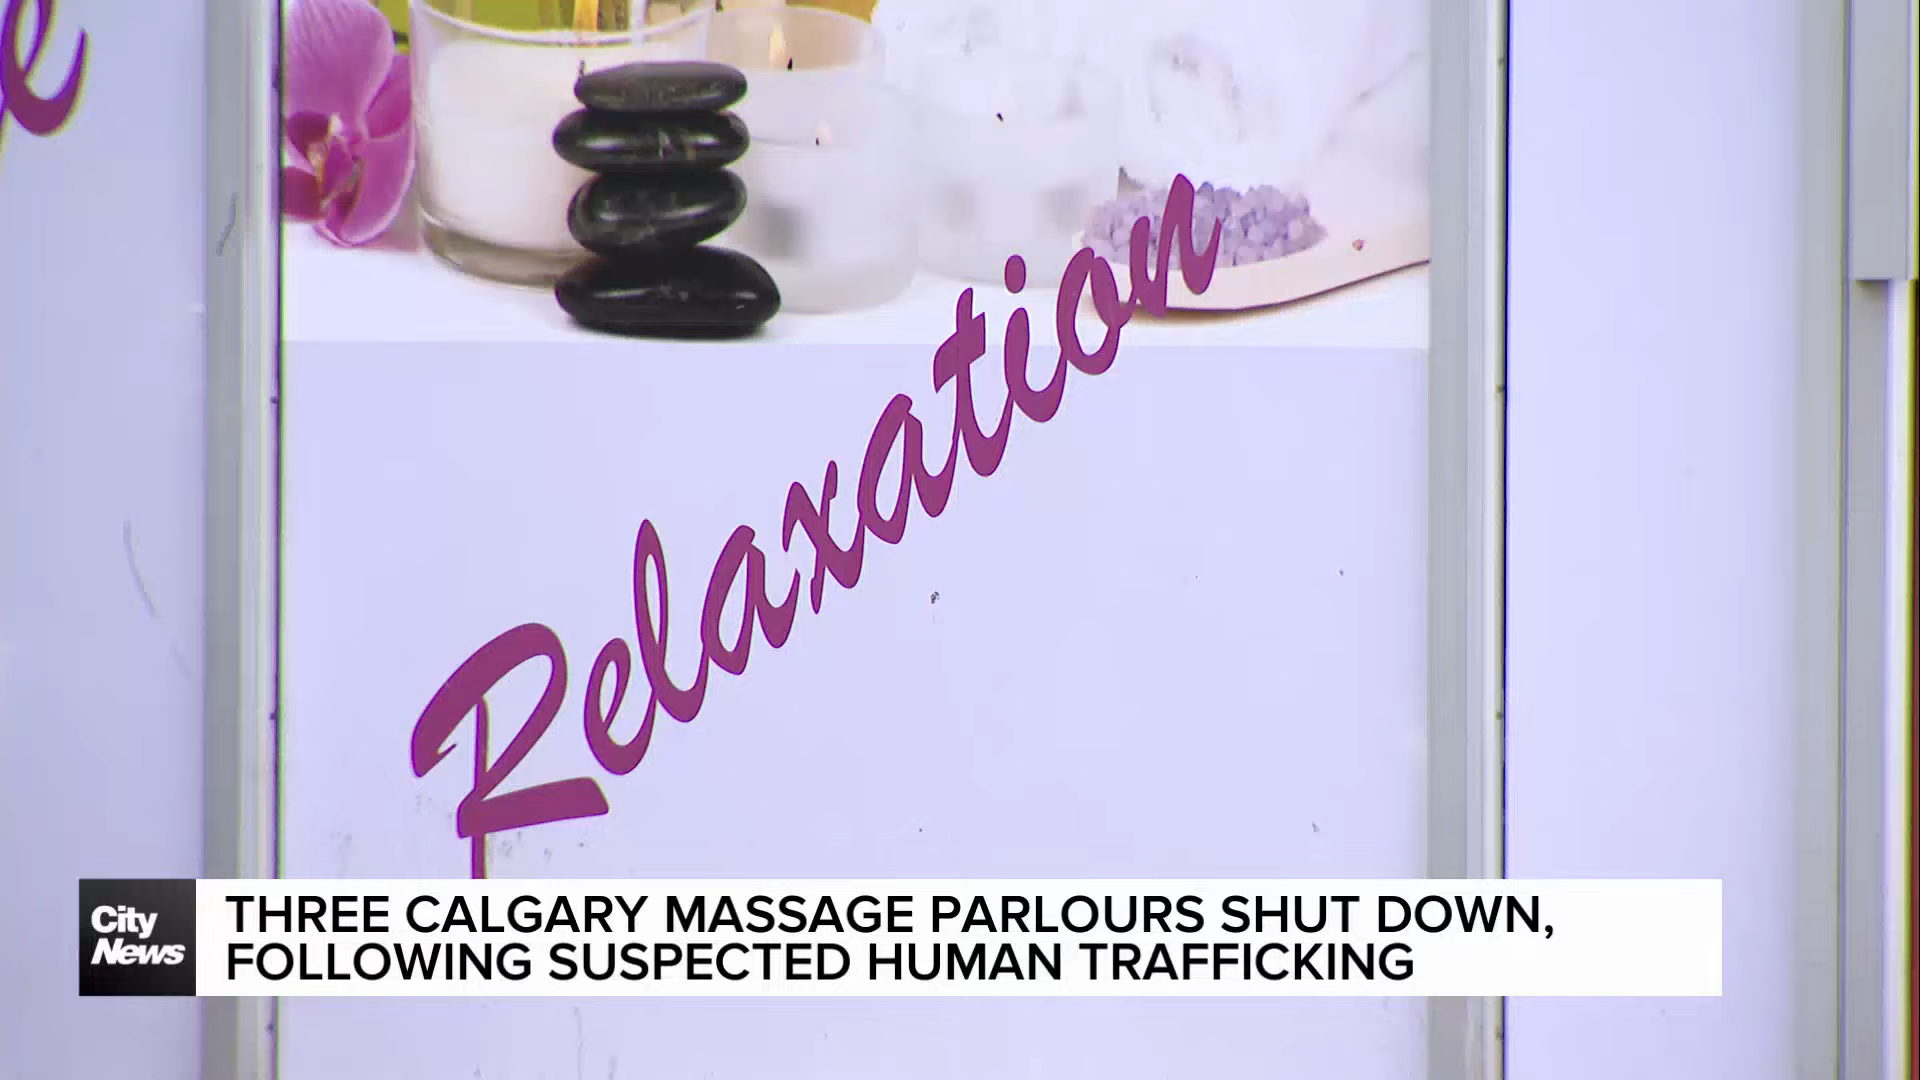 e
Relaxation
City
News
THREE CALGARY MASSAGE PARLOURS SHUT DOWN,
FOLLOWING SUSPECTED HUMAN TRAFFICKING